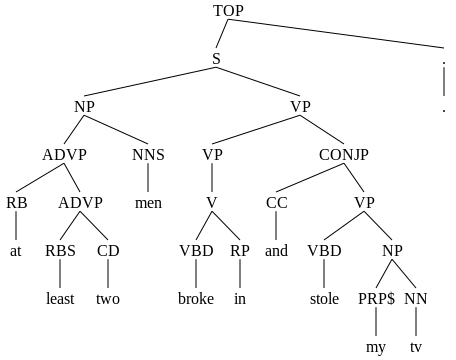 TOP
S .
NP VP .
ADVP NNS VP CONJP
RB ADVP men V CC VP
at RBS CD VBD RP and VBD NP
least two broke in stole PRP$ NN
my tv